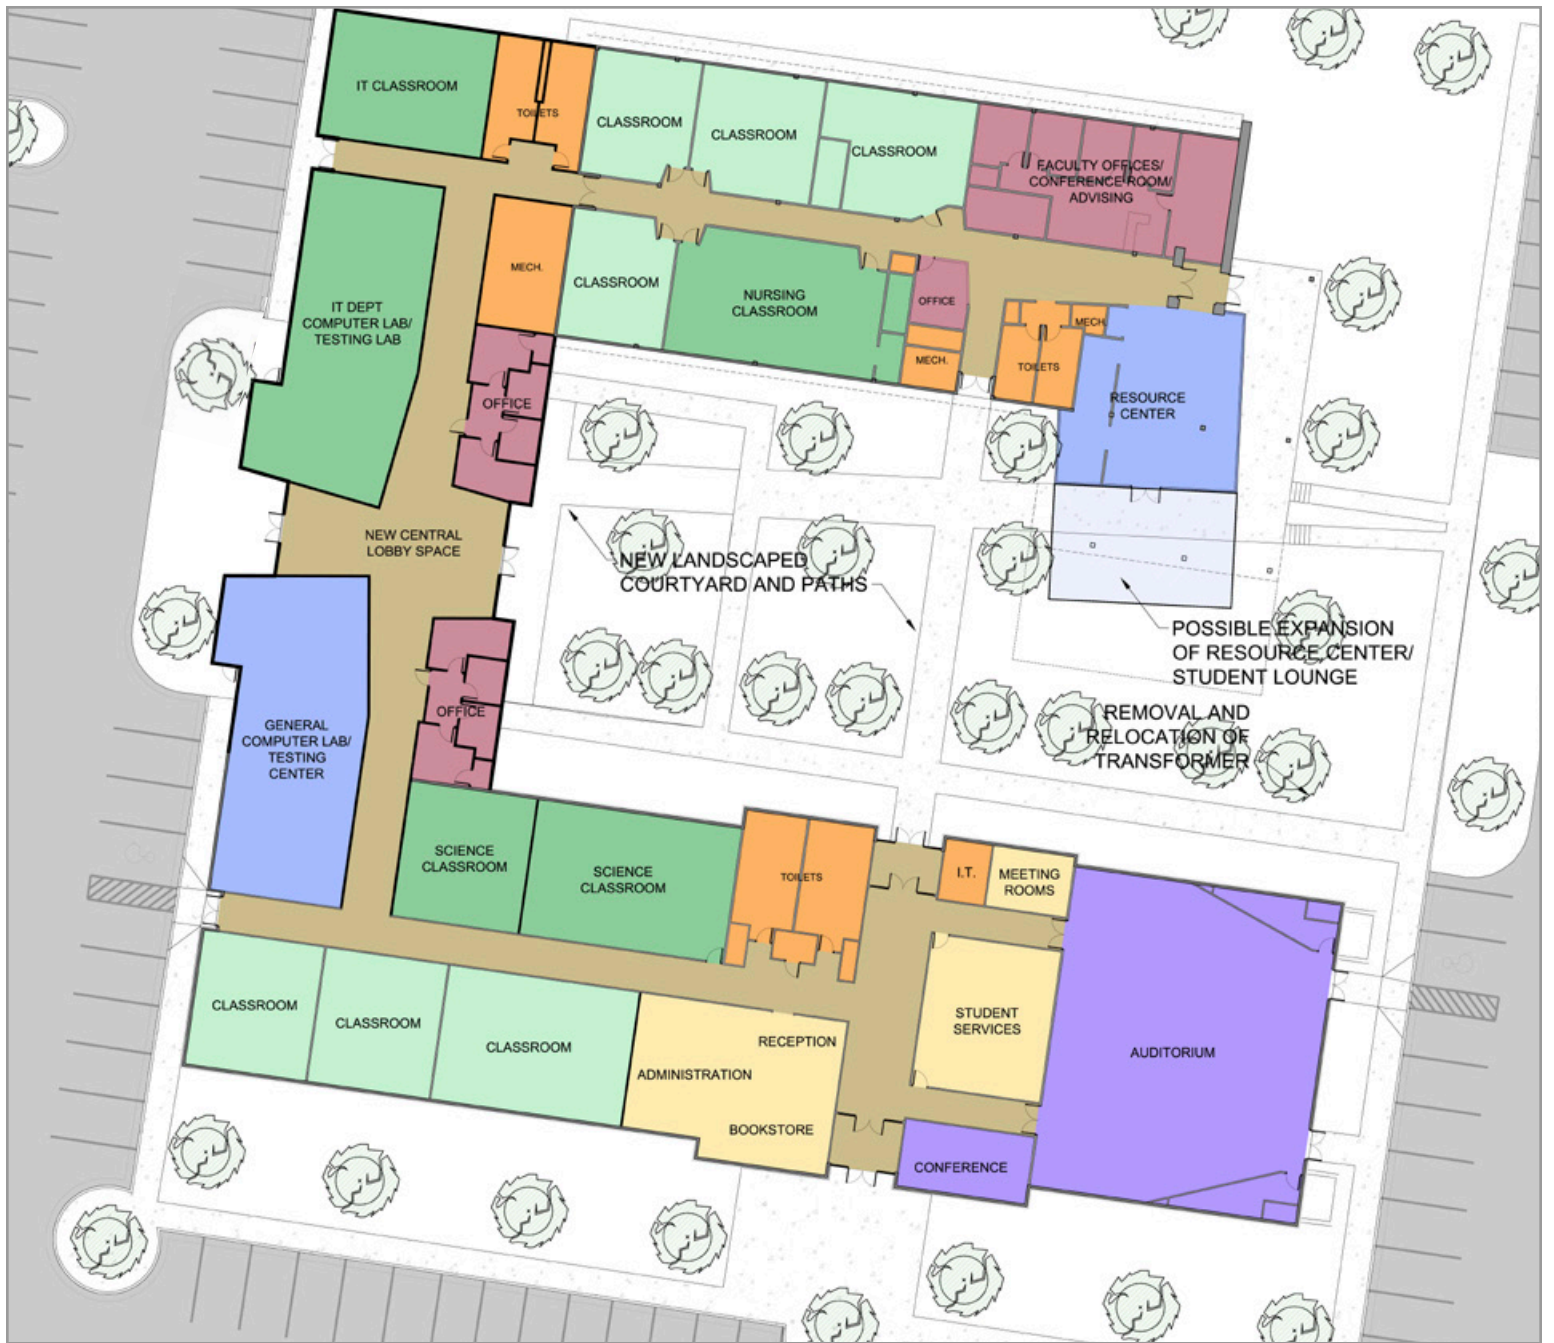 IT CLASSROOM
TOILETS
CLASSROOM
CLASSROOM
CLASSROOM
FACULTY OFFICES/
CONFERENCE ROOM/
ADVISING
MECH.
CLASSROOM
NURSING
CLASSROOM
OFFICE
MECH.
MECH.
TOILETS
RESOURCE
CENTER
IT DEPT
COMPUTER LAB/
TESTING LAB
OFFICE
NEW CENTRAL
LOBBY SPACE
NEW LANDSCAPED
COURTYARD AND PATHS
POSSIBLE EXPANSION
OF RESOURCE CENTER/
STUDENT LOUNGE
REMOVAL AND
RELOCATION OF
TRANSFORMER
GENERAL
COMPUTER LAB/
TESTING
CENTER
OFFICE
SCIENCE
CLASSROOM
SCIENCE
CLASSROOM
TOILETS
I.T.
MEETING
ROOMS
CLASSROOM
CLASSROOM
CLASSROOM
RECEPTION
ADMINISTRATION
BOOKSTORE
STUDENT
SERVICES
AUDITORIUM
CONFERENCE